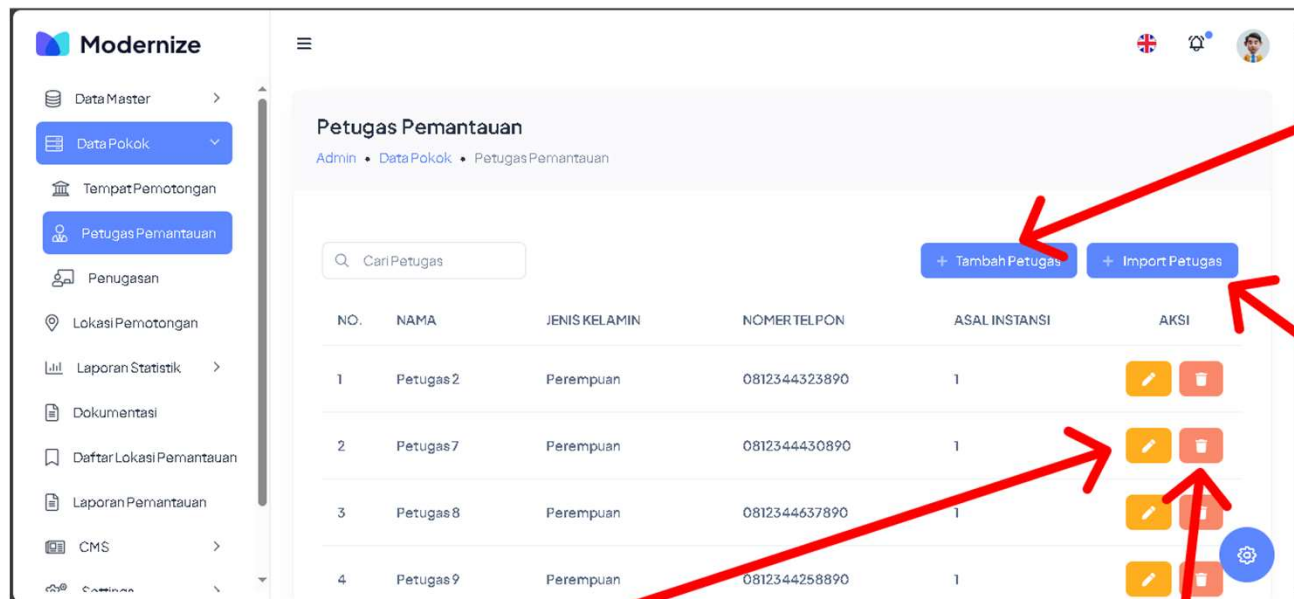 Modernize
Data Master
Data Pokok
Tempat Pemotongan
Petugas Pemantauan
Penugasan
Lokasi Pemotongan
Laporan Statistik
Dokumentasi
Daftar Lokasi Pemantauan
Laporan Pemantauan
CMS
Settings
Petugas Pemantauan
Admin • Data Pokok • Petugas Pemantauan
Cari Petugas
+ Tambah Petugas + Import Petugas
NO. NAMA JENIS KELAMIN NOMER TELPON ASAL INSTANSI AKSI
1 Petugas 2 Perempuan 0812344323890 1
2 Petugas 7 Perempuan 0812344430890 1
3 Petugas 8 Perempuan 0812344637890 1
4 Petugas 9 Perempuan 0812344258890 1